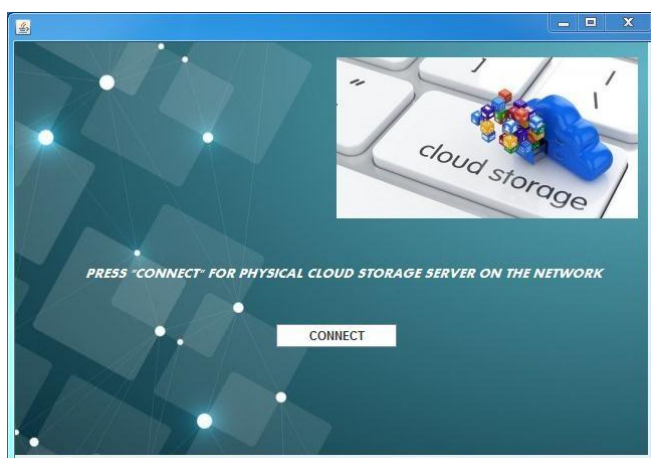 cloud storage
PRESS "CONNECT" FOR PHYSICAL CLOUD STORAGE SERVER ON THE NETWORK
CONNECT